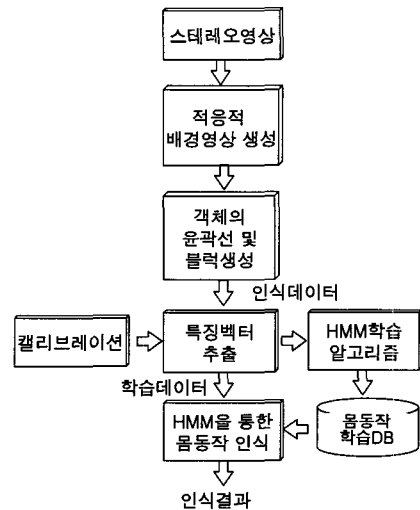 스테레오영상
적응적
배경영상 생성
객체의
윤곽선 및
블럭생성
인식데이터
캘리브레이션
특징벡터
추출
HMM학습
알고리즘
학습데이터
HMM을 통한
몸동작 인식
몸동작
학습DB
인식결과